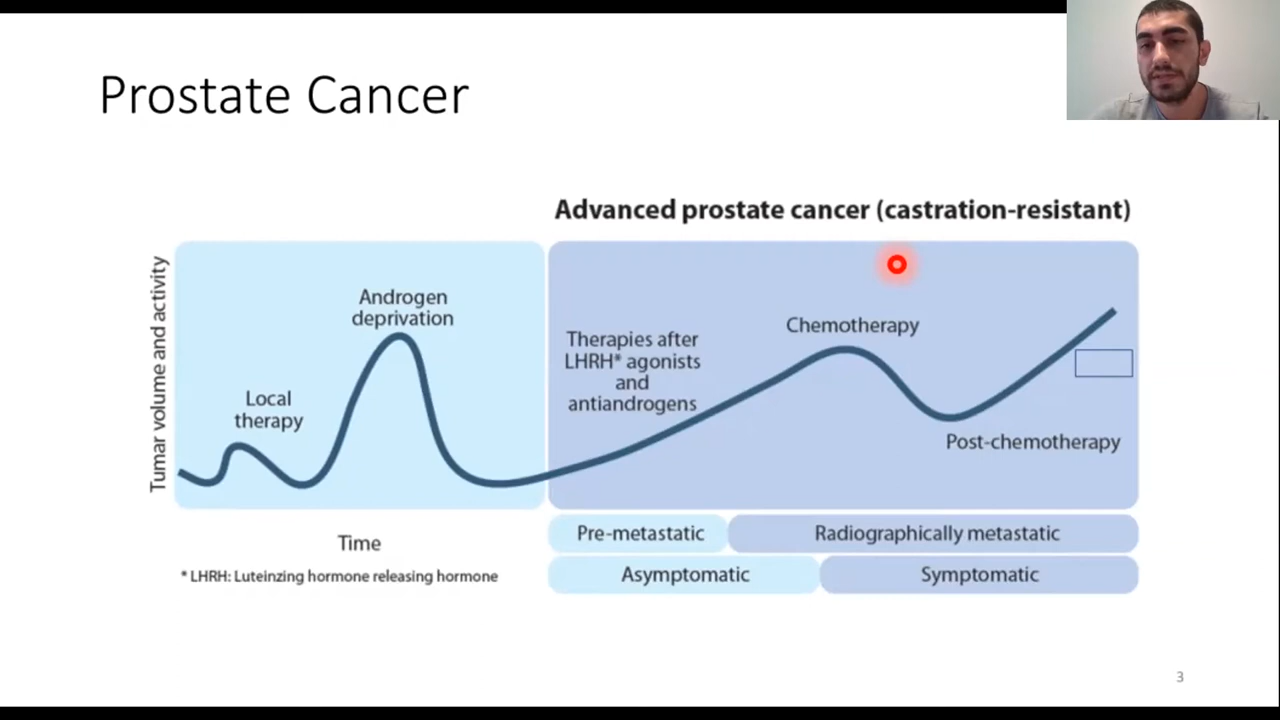 Prostate Cancer
Advanced prostate cancer (castration-resistant)
Tumar volume and activity
Local
therapy
Androgen
deprivation
Therapies after
LHRH* agonists
and
antiandrogens
Chemotherapy
Post-chemotherapy
Pre-metastatic
Radiographically metastatic
Time
Asymptomatic
Symptomatic
* LHRH: Luteinzing hormone releasing hormone
3